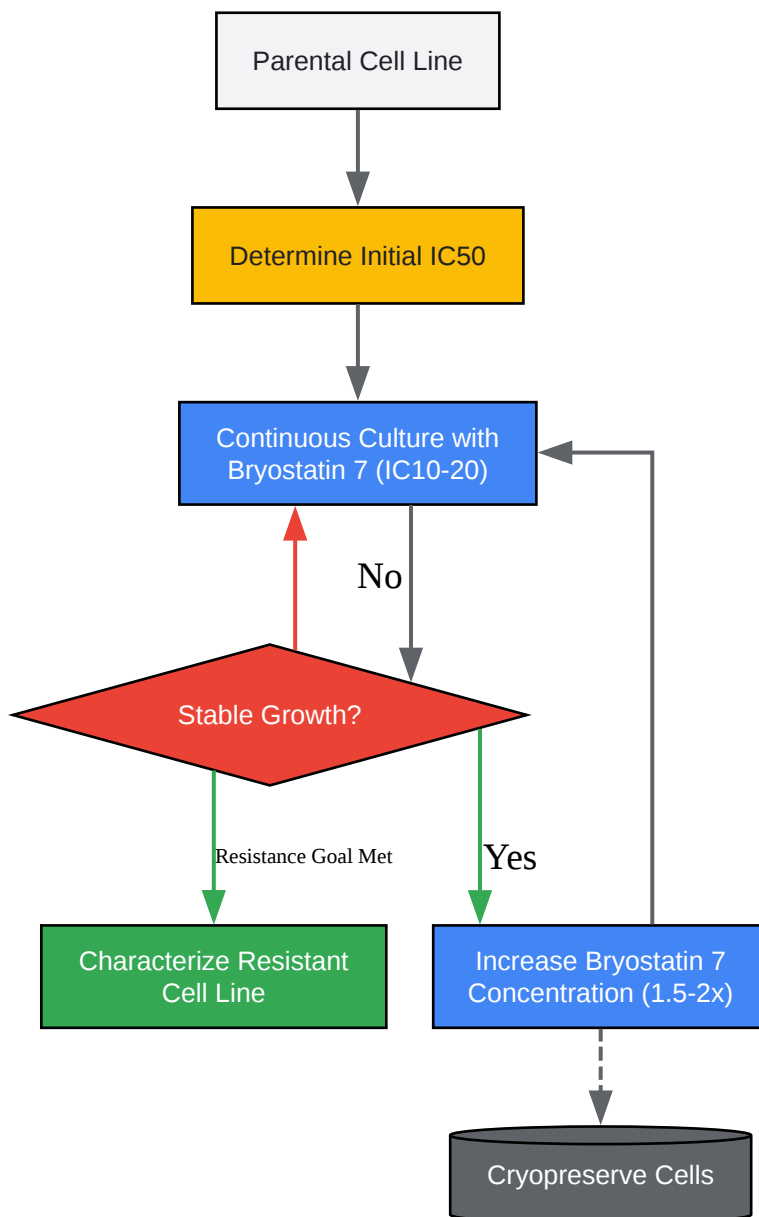 Parental Cell Line
Determine Initial IC50
Continuous Culture with
Bryostatin 7 (IC10-20)
No
Stable Growth?
Resistance Goal Met
Yes
Characterize Resistant
Cell Line
Increase Bryostatin 7
Concentration (1.5-2x)
Cryopreserve Cells